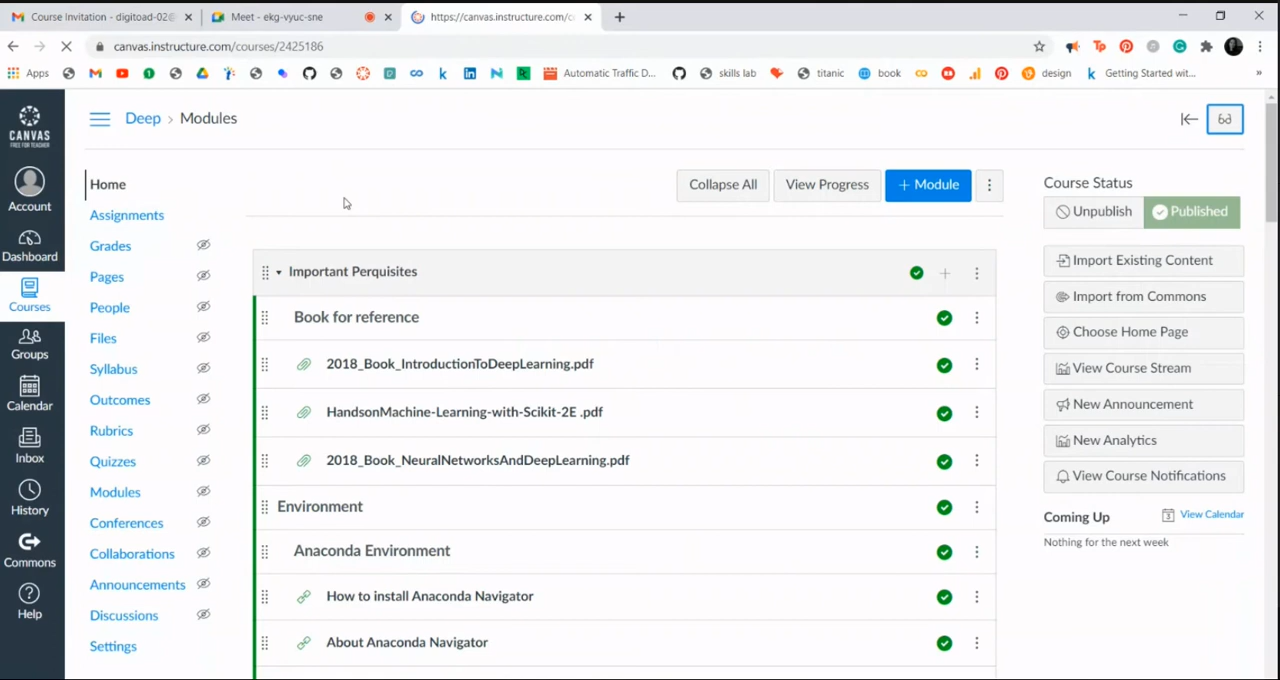 Course Invitation - digitoad-02@
Meet - ekg-vyuc-sne
https://canvas.instructure.com/c
canvas.instructure.com/courses/2425186
Apps
Automatic Traffic D...
skills lab
titanic
book
design
Getting Started wit...
CANVAS
FREE FOR TEACHER
Account
Dashboard
Courses
Groups
Calendar
Inbox
History
Commons
Help
Deep › Modules
Home
Assignments
Grades
Pages
People
Files
Syllabus
Outcomes
Rubrics
Quizzes
Modules
Conferences
Collaborations
Announcements
Discussions
Settings
Collapse All
View Progress
+ Module
Important Perquisites
Book for reference
2018_Book_IntroductionToDeepLearning.pdf
HandsonMachine-Learning-with-Scikit-2E .pdf
2018_Book_NeuralNetworksAndDeepLearning.pdf
Environment
Anaconda Environment
How to install Anaconda Navigator
About Anaconda Navigator
Course Status
Unpublish
Published
Import Existing Content
Import from Commons
Choose Home Page
View Course Stream
New Announcement
New Analytics
View Course Notifications
Coming Up
View Calendar
Nothing for the next week